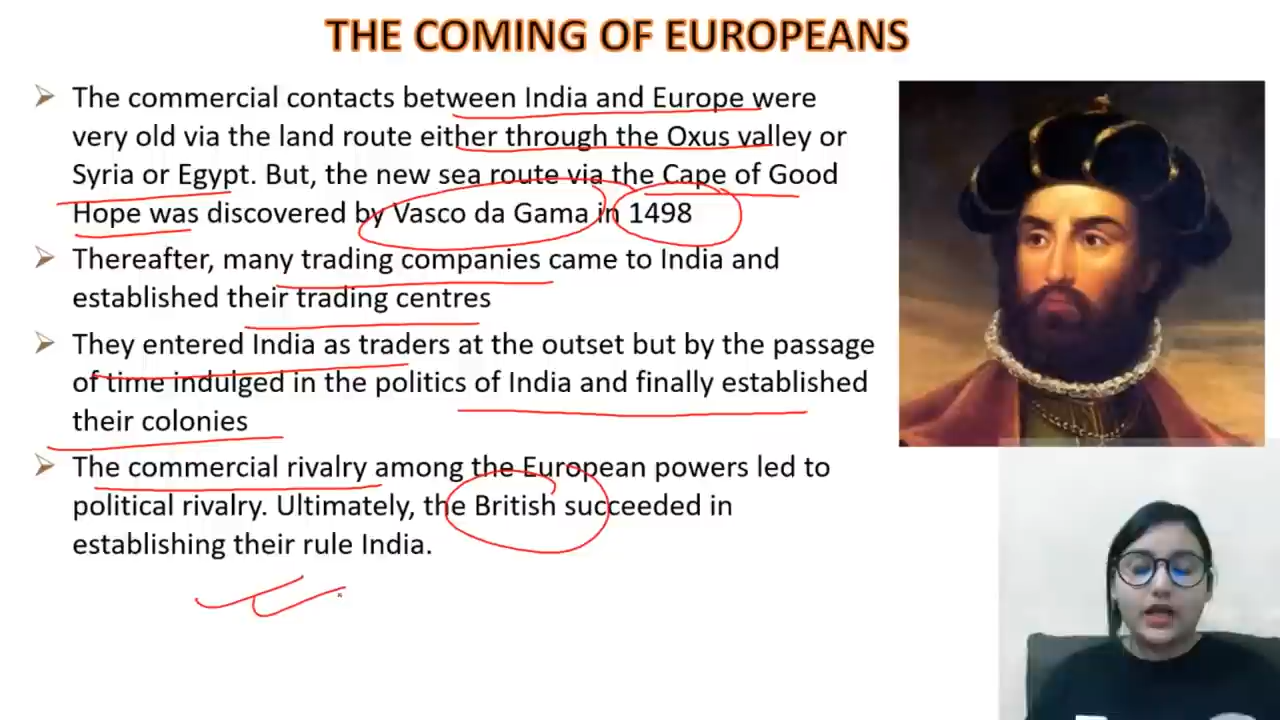 THE COMING OF EUROPEANS
The commercial contacts between India and Europe were
very old via the land route either through the Oxus valley or
Syria or Egypt. But, the new sea route via the Cape of Good
Hope was discovered by Vasco da Gama in 1498
Thereafter, many trading companies came to India and
established their trading centres
They entered India as traders at the outset but by the passage
of time indulged in the politics of India and finally established
their colonies
The commercial rivalry among the European powers led to
political rivalry. Ultimately, the British succeeded in
establishing their rule India.